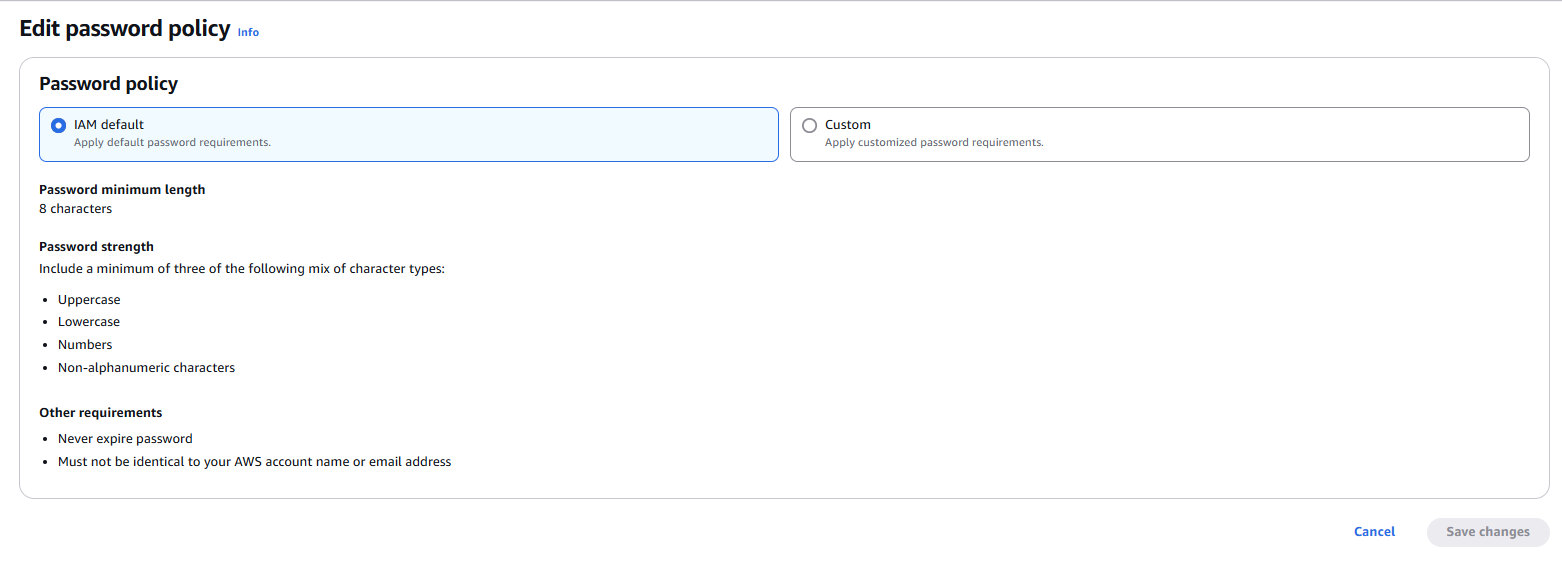 Edit password policy Info
Password policy
IAM default
Apply default password requirements.
Custom
Apply customized password requirements.
Password minimum length
8 characters
Password strength
Include a minimum of three of the following mix of character types:
• Uppercase
• Lowercase
• Numbers
• Non-alphanumeric characters
Other requirements
• Never expire password
• Must not be identical to your AWS account name or email address
Cancel Save changes